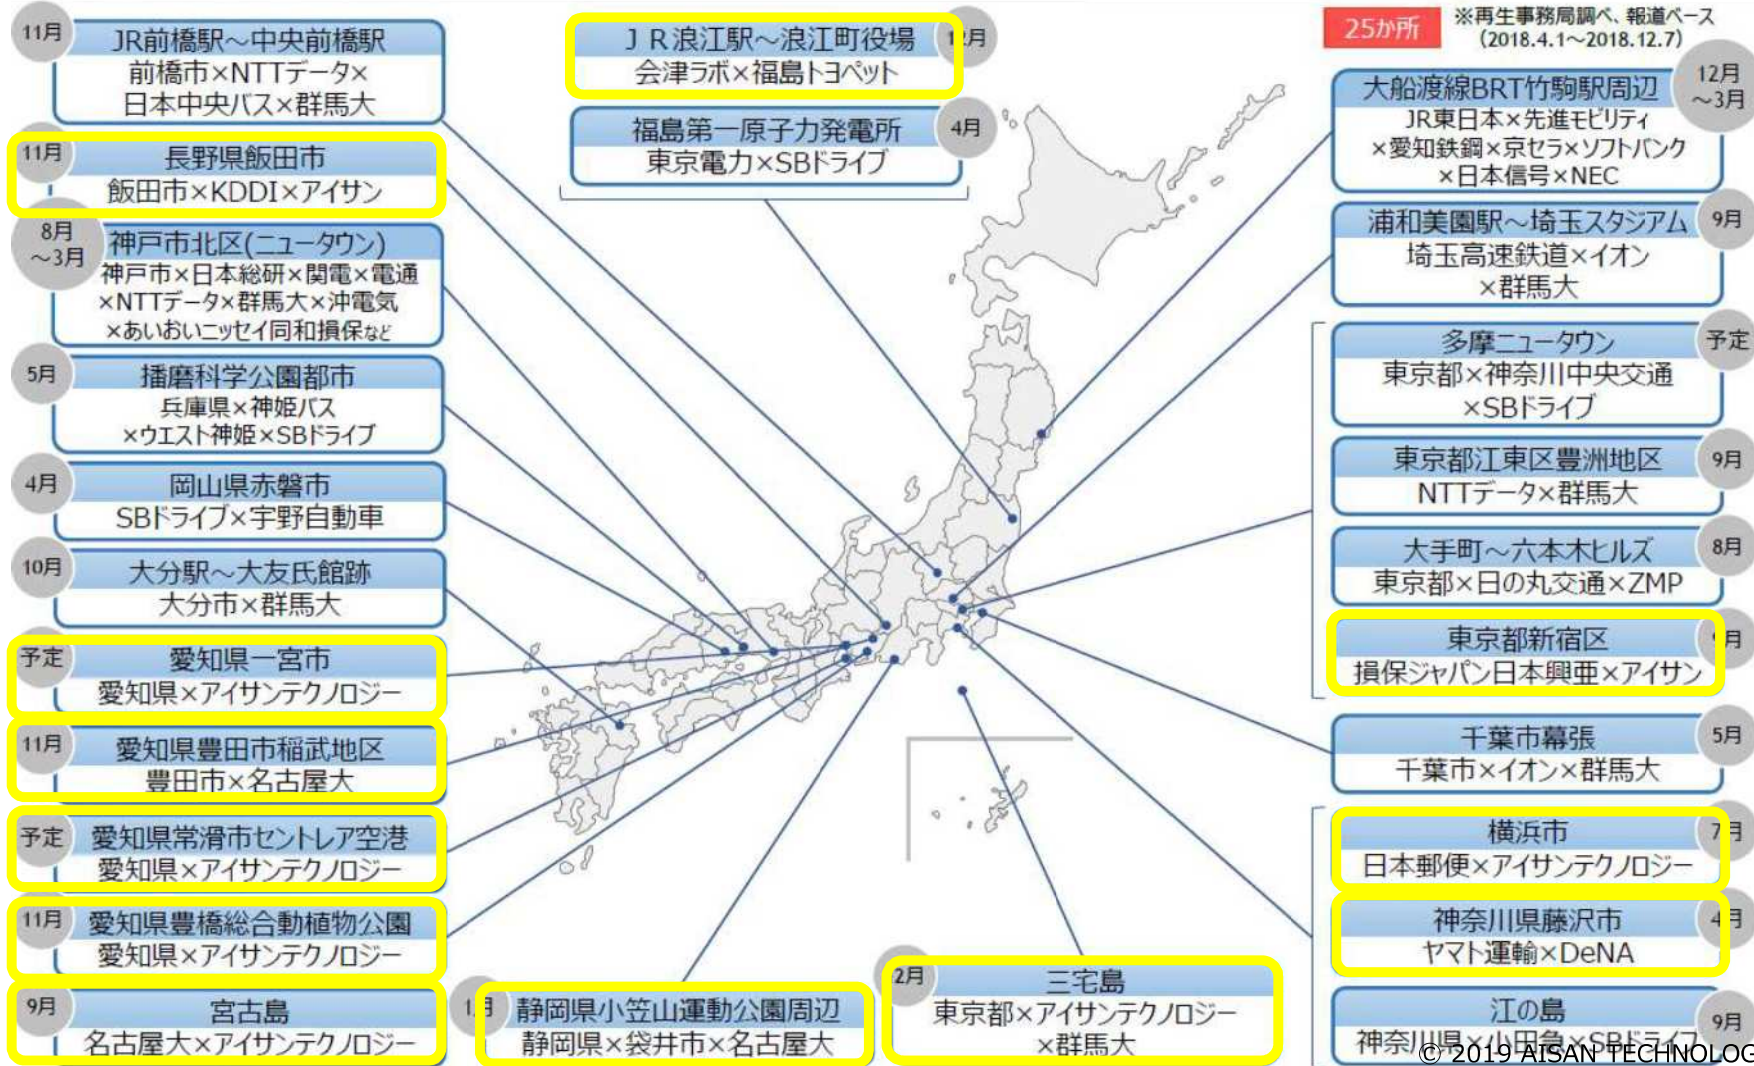 11月
JR前橋駅～中央前橋駅
前橋市×NTTデータ×
日本中央バス×群馬大
11月
長野県飯田市
飯田市×KDDI×アイサン
8月
～3月
神戸市北区(ニュータウン)
神戸市×日本総研×関電×電通
×NTTデータ×群馬大×沖電気
×あいおいニッセイ同和損保など
5月
播磨科学公園都市
兵庫県×神姫バス
×ウエスト神姫×SBドライブ
4月
岡山県赤磐市
SBドライブ×宇野自動車
10月
大分駅～大友氏館跡
大分市×群馬大
予定
愛知県一宮市
愛知県×アイサンテクノロジー
11月
愛知県豊田市稲武地区
豊田市×名古屋大
予定
愛知県常滑市セントレア空港
愛知県×アイサンテクノロジー
11月
愛知県豊橋総合動植物公園
愛知県×アイサンテクノロジー
9月
宮古島
名古屋大×アイサンテクノロジー
JR浪江駅～浪江町役場
会津ラボ×福島トヨペット
4月
福島第一原子力発電所
東京電力×SBドライブ
静岡県小笠山運動公園周辺
静岡県×袋井市×名古屋大
2月
三宅島
東京都×アイサンテクノロジー
×群馬大
25か所
※再生事務局調べ、報道ベース
（2018.4.1～2018.12.7）
12月
～3月
大船渡線BRT竹駒駅周辺
JR東日本×先進モビリティ
×愛知鉄鋼×京セラ×ソフトバンク
×日本信号×NEC
9月
浦和美園駅～埼玉スタジアム
埼玉高速鉄道×イオン
×群馬大
予定
多摩ニュータウン
東京都×神奈川中央交通
×SBドライブ
9月
東京都江東区豊洲地区
NTTデータ×群馬大
8月
大手町～六本木ヒルズ
東京都×日の丸交通×ZMP
東京都新宿区
損保ジャパン日本興亜×アイサン
5月
千葉市幕張
千葉市×イオン×群馬大
7月
横浜市
日本郵便×アイサンテクノロジー
4月
神奈川県藤沢市
ヤマト運輸×DeNA
9月
江の島
神奈川県×小田急×SBドライブ
© 2019 AISAN TECHNOLOG